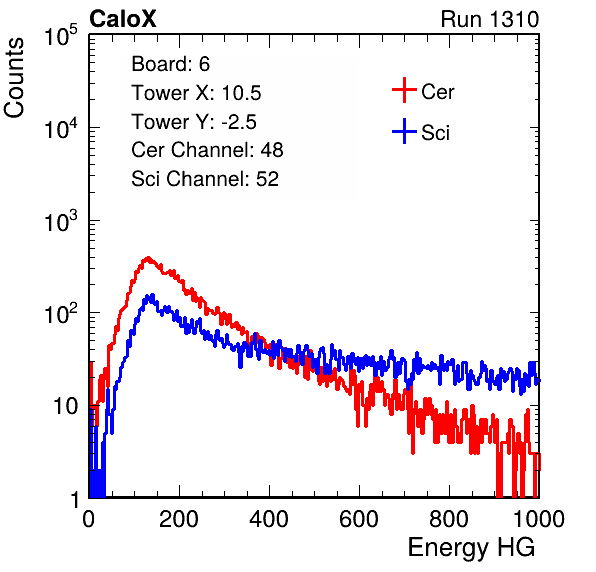 CaloX Run 1310
Counts
10^5
10^4
10^3
10^2
10
1
Board: 6
Tower X: 10.5
Tower Y: -2.5
Cer Channel: 48
Sci Channel: 52
Cer
Sci
0 200 400 600 800 1000
Energy HG